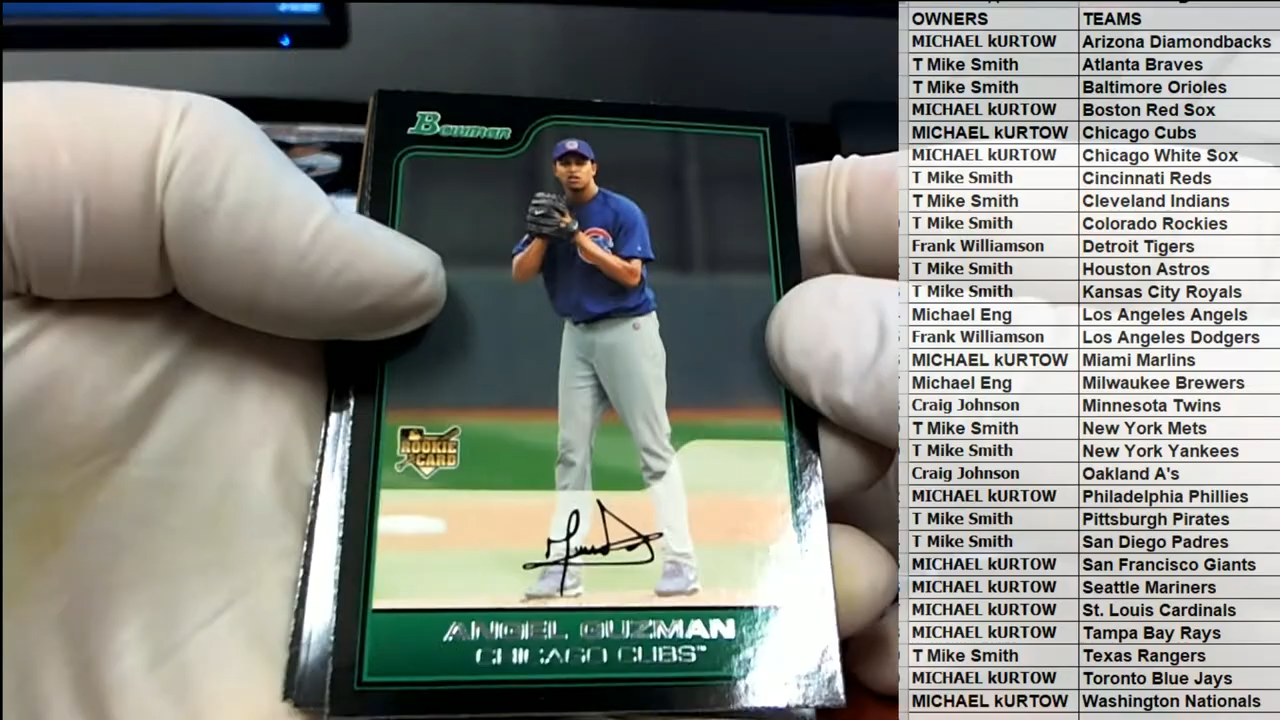 Bowman
ROOKIE
CARD
ANGEL GUZMAN
CHICAGO CUBS™
OWNERS TEAMS
MICHAEL kURTOW Arizona Diamondbacks
T Mike Smith Atlanta Braves
T Mike Smith Baltimore Orioles
MICHAEL kURTOW Boston Red Sox
MICHAEL kURTOW Chicago Cubs
MICHAEL kURTOW Chicago White Sox
T Mike Smith Cincinnati Reds
T Mike Smith Cleveland Indians
T Mike Smith Colorado Rockies
Frank Williamson Detroit Tigers
T Mike Smith Houston Astros
T Mike Smith Kansas City Royals
Michael Eng Los Angeles Angels
Frank Williamson Los Angeles Dodgers
MICHAEL kURTOW Miami Marlins
Michael Eng Milwaukee Brewers
Craig Johnson Minnesota Twins
T Mike Smith New York Mets
T Mike Smith New York Yankees
Craig Johnson Oakland A's
MICHAEL kURTOW Philadelphia Phillies
T Mike Smith Pittsburgh Pirates
T Mike Smith San Diego Padres
MICHAEL kURTOW San Francisco Giants
MICHAEL kURTOW Seattle Mariners
MICHAEL kURTOW St. Louis Cardinals
MICHAEL kURTOW Tampa Bay Rays
T Mike Smith Texas Rangers
MICHAEL kURTOW Toronto Blue Jays
MICHAEL kURTOW Washington Nationals